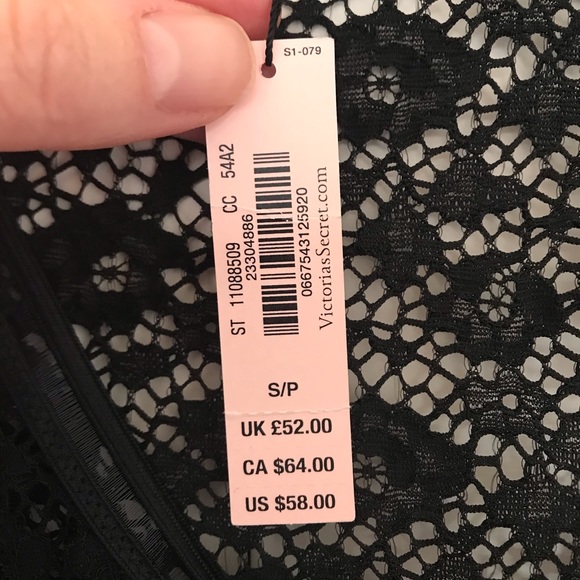 S1-079
ST 11088509 CC 54A2
23304886
0667543125920
VictoriasSecret.com
S/P
UK £52.00
CA $64.00
US $58.00